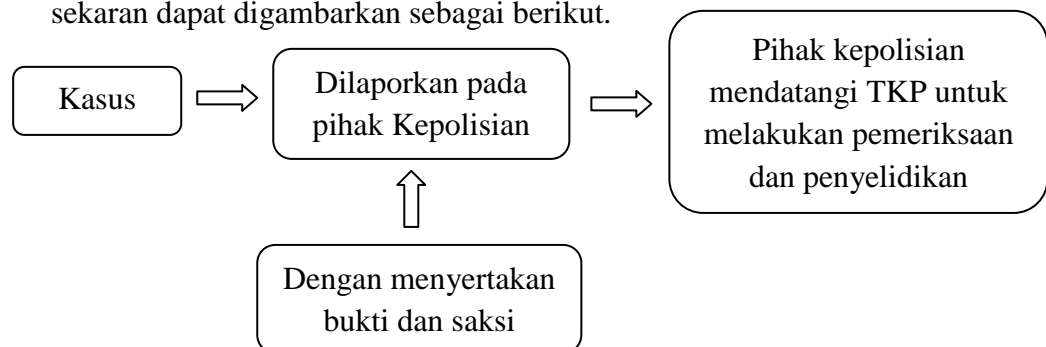 sekaran dapat digambarkan sebagai berikut.
Kasus
Dilaporkan pada
pihak Kepolisian
Pihak kepolisian
mendatangi TKP untuk
melakukan pemeriksaan
dan penyelidikan
Dengan menyertakan
bukti dan saksi